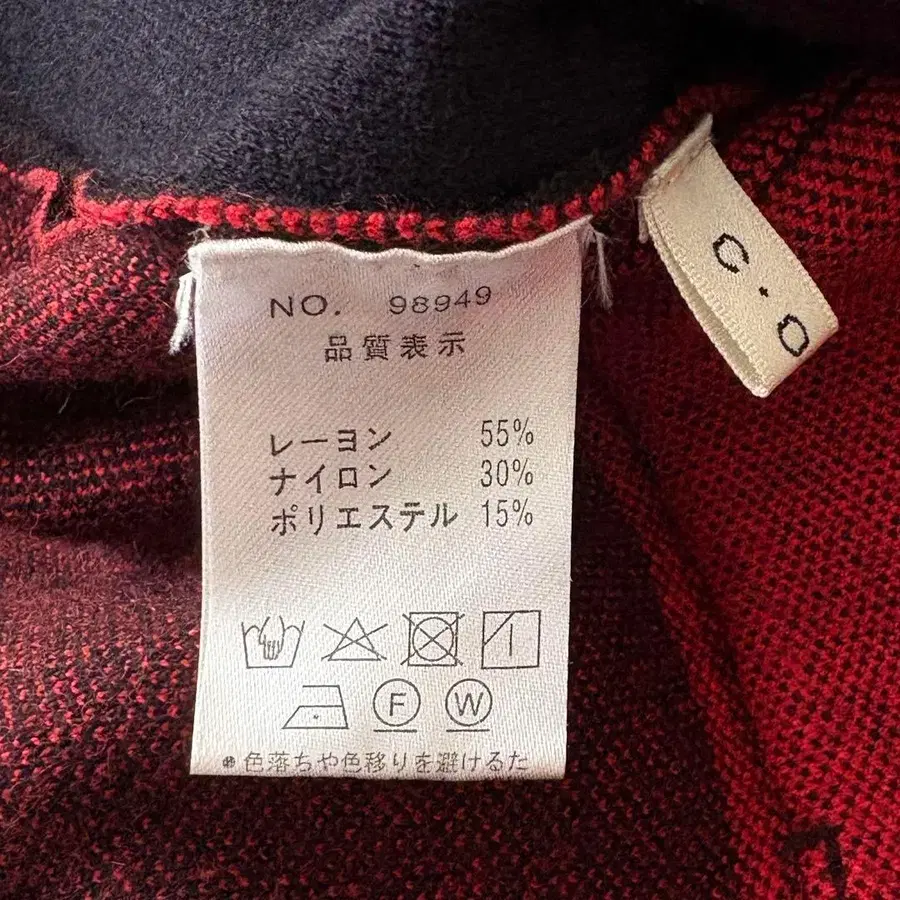 NO. 98949
品質表示
レーヨン 55%
ナイロン 30%
ポリエステル 15%
F W
※色落ちや色移りを避けるた
C.O